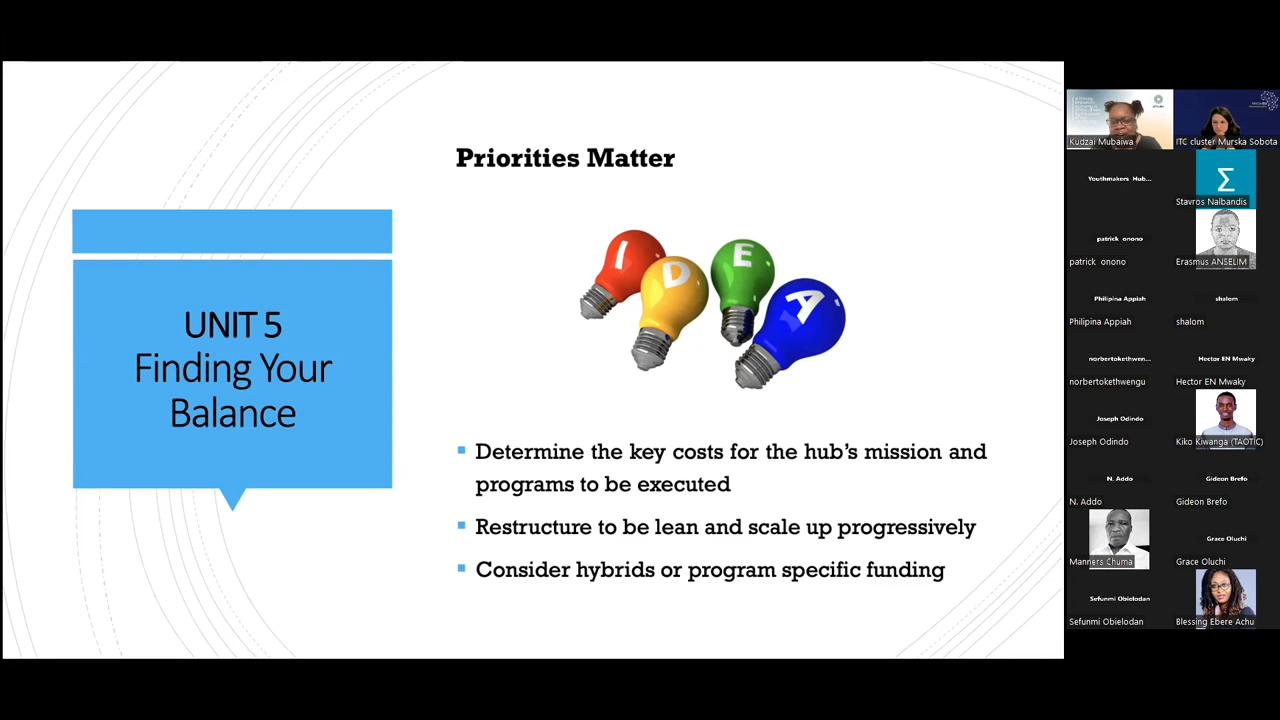 Priorities Matter
I
D
E
A
UNIT 5
Finding Your
Balance
Determine the key costs for the hub's mission and
programs to be executed
Restructure to be lean and scale up progressively
Consider hybrids or program specific funding
Kudzai Mubaiwa
ITC cluster Murska Sobota
Youthmakers Hub...
Σ
Stavros Nalbandis
patrick onono
patrick onono
Erasmus ANSELIM
Philipina Appiah
shalom
Philipina Appiah
shalom
norbertokethwen...
Hector EN Mwaky
norbertokethwengu
Hector EN Mwaky
Joseph Odindo
Joseph Odindo
Kiko Kiwanga (TAOTIC)
N. Addo
Gideon Brefo
N. Addo
Gideon Brefo
Grace Oluchi
Manners Chuma
Grace Oluchi
Sefunmi Obielodan
Sefunmi Obielodan
Blessing Ebere Achu